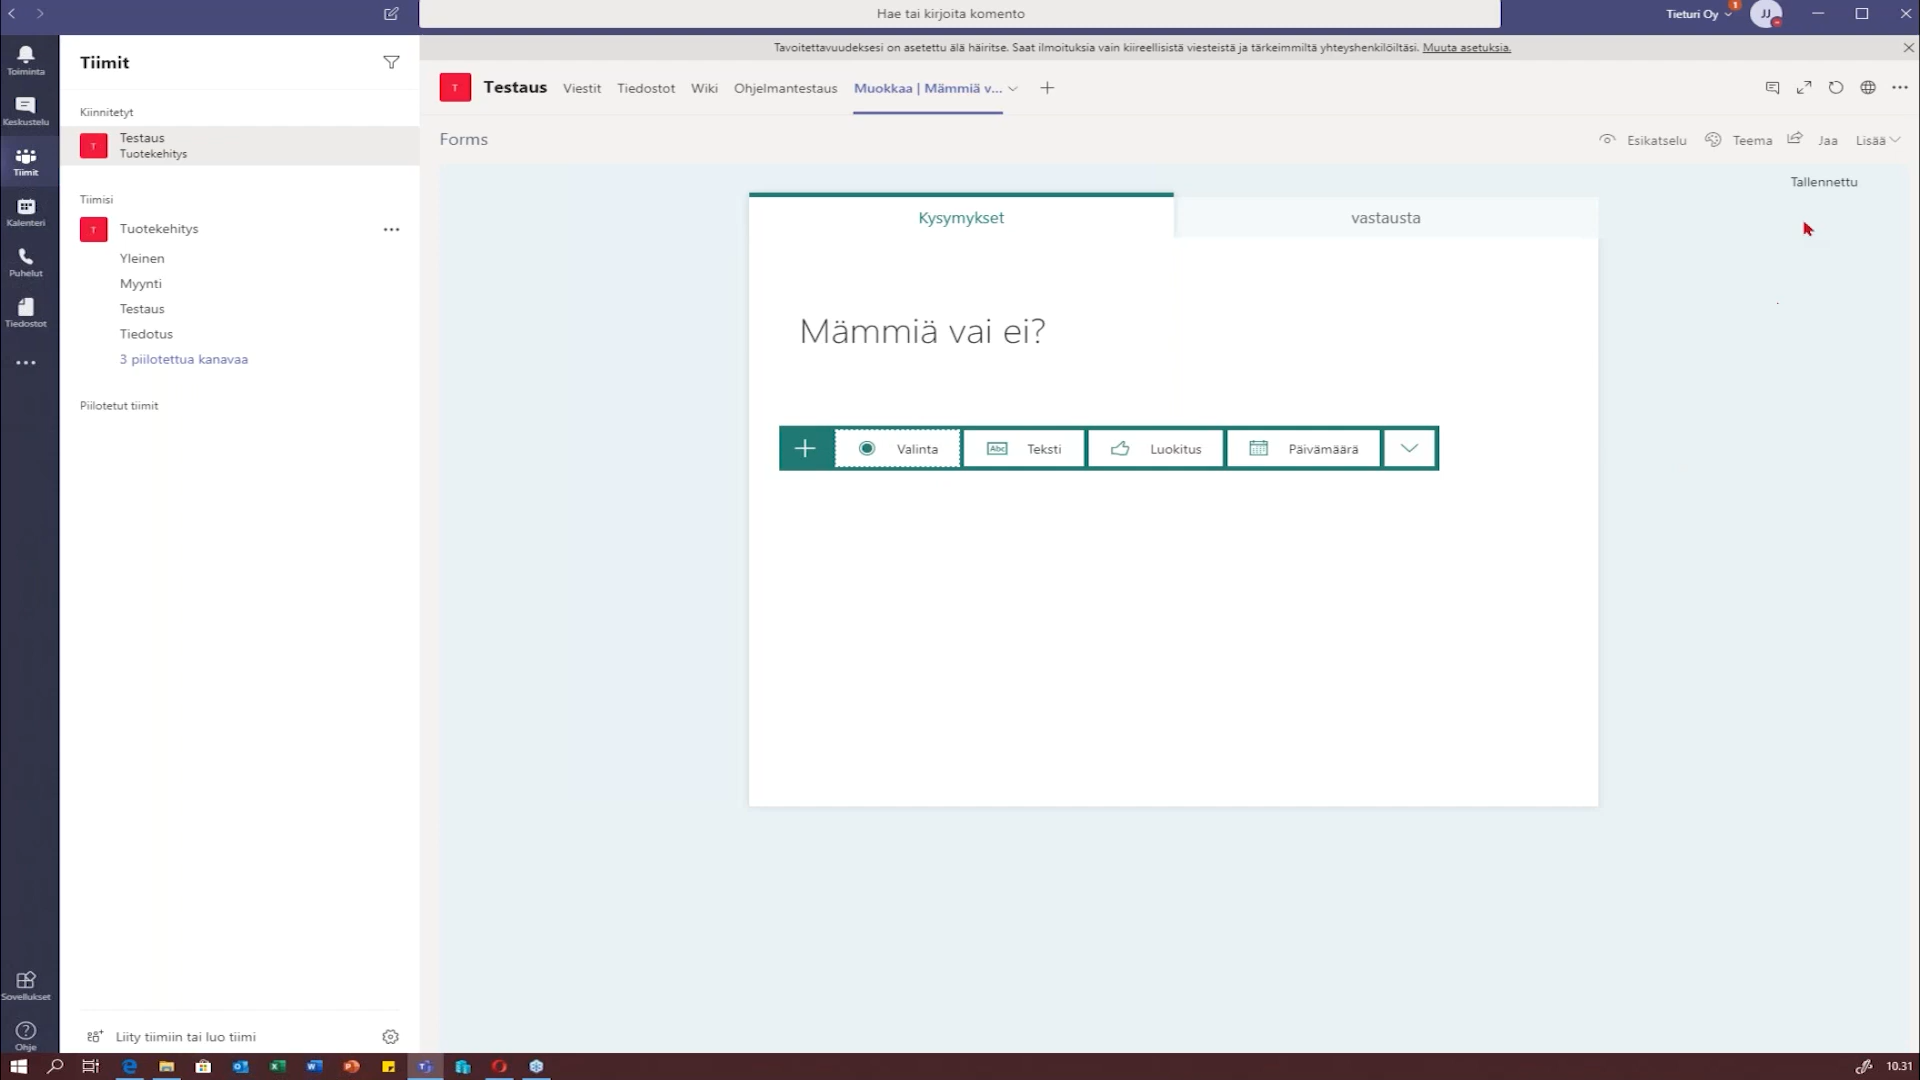 Hae tai kirjoita komento
Tieturi Oy
1
JJ
Toiminta
Keskustelu
Tiimit
Kalenteri
Puhelut
Tiedostot
Sovellukset
Ohje
Tiimit
Kiinnitetyt
T
Testaus
Tuotekehitys
Tiimisi
T
Tuotekehitys
Yleinen
Myynti
Testaus
Tiedotus
3 piilotettua kanavaa
Piilotetut tiimit
Liity tiimiin tai luo tiimi
Tavoitettavuudeksesi on asetettu älä häiritse. Saat ilmoituksia vain kiireellisistä viesteistä ja tärkeimmiltä yhteyshenkilöiltäsi. Muuta asetuksia.
T
Testaus Viestit Tiedostot Wiki Ohjelmantestaus Muokkaa | Mämmiä v...
Forms
Esikatselu Teema Jaa Lisää
Tallennettu
Kysymykset
vastausta
Mämmiä vai ei?
Valinta
Abc Teksti
Luokitus
Päivämäärä
10.31